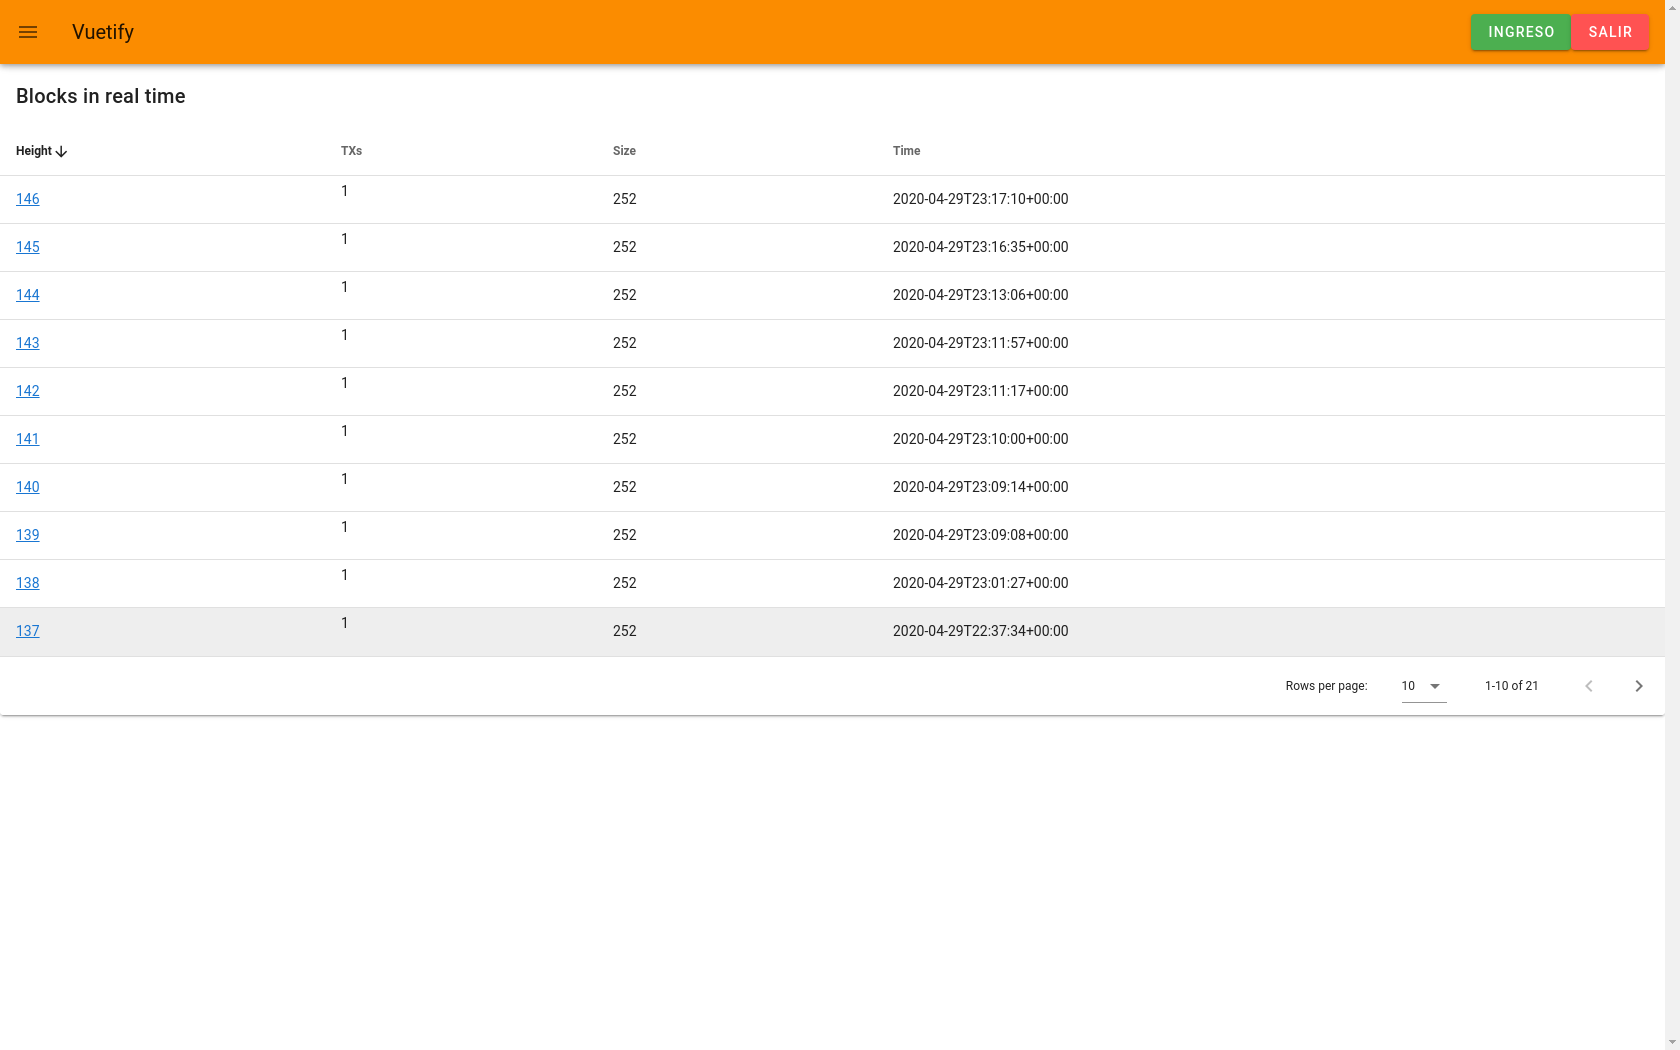 Vuetify INGRESO SALIR
Blocks in real time
Height TXs Size Time
146 1 252 2020-04-29T23:17:10+00:00
145 1 252 2020-04-29T23:16:35+00:00
144 1 252 2020-04-29T23:13:06+00:00
143 1 252 2020-04-29T23:11:57+00:00
142 1 252 2020-04-29T23:11:17+00:00
141 1 252 2020-04-29T23:10:00+00:00
140 1 252 2020-04-29T23:09:14+00:00
139 1 252 2020-04-29T23:09:08+00:00
138 1 252 2020-04-29T23:01:27+00:00
137 1 252 2020-04-29T22:37:34+00:00
Rows per page: 10 1-10 of 21